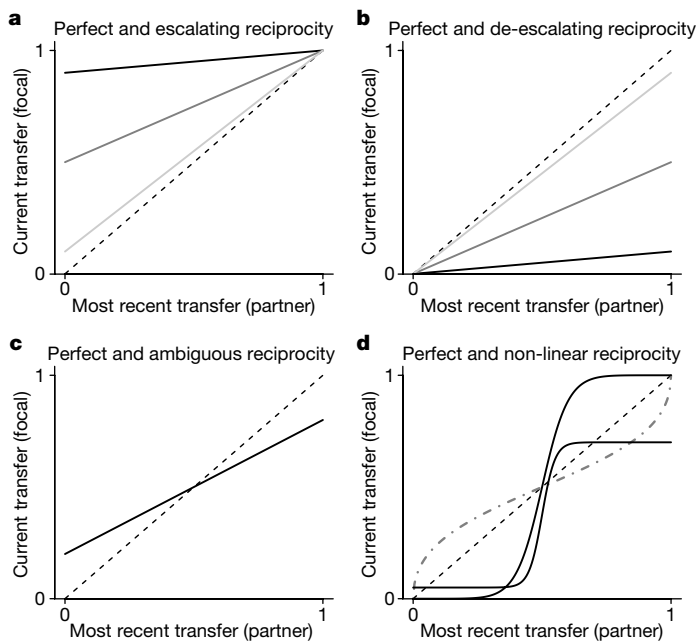 a
Perfect and escalating reciprocity
1
Current transfer (focal)
0
0
1
Most recent transfer (partner)
b
Perfect and de-escalating reciprocity
1
Current transfer (focal)
0
0
1
Most recent transfer (partner)
c
Perfect and ambiguous reciprocity
1
Current transfer (focal)
0
0
1
Most recent transfer (partner)
d
Perfect and non-linear reciprocity
1
Current transfer (focal)
0
0
1
Most recent transfer (partner)